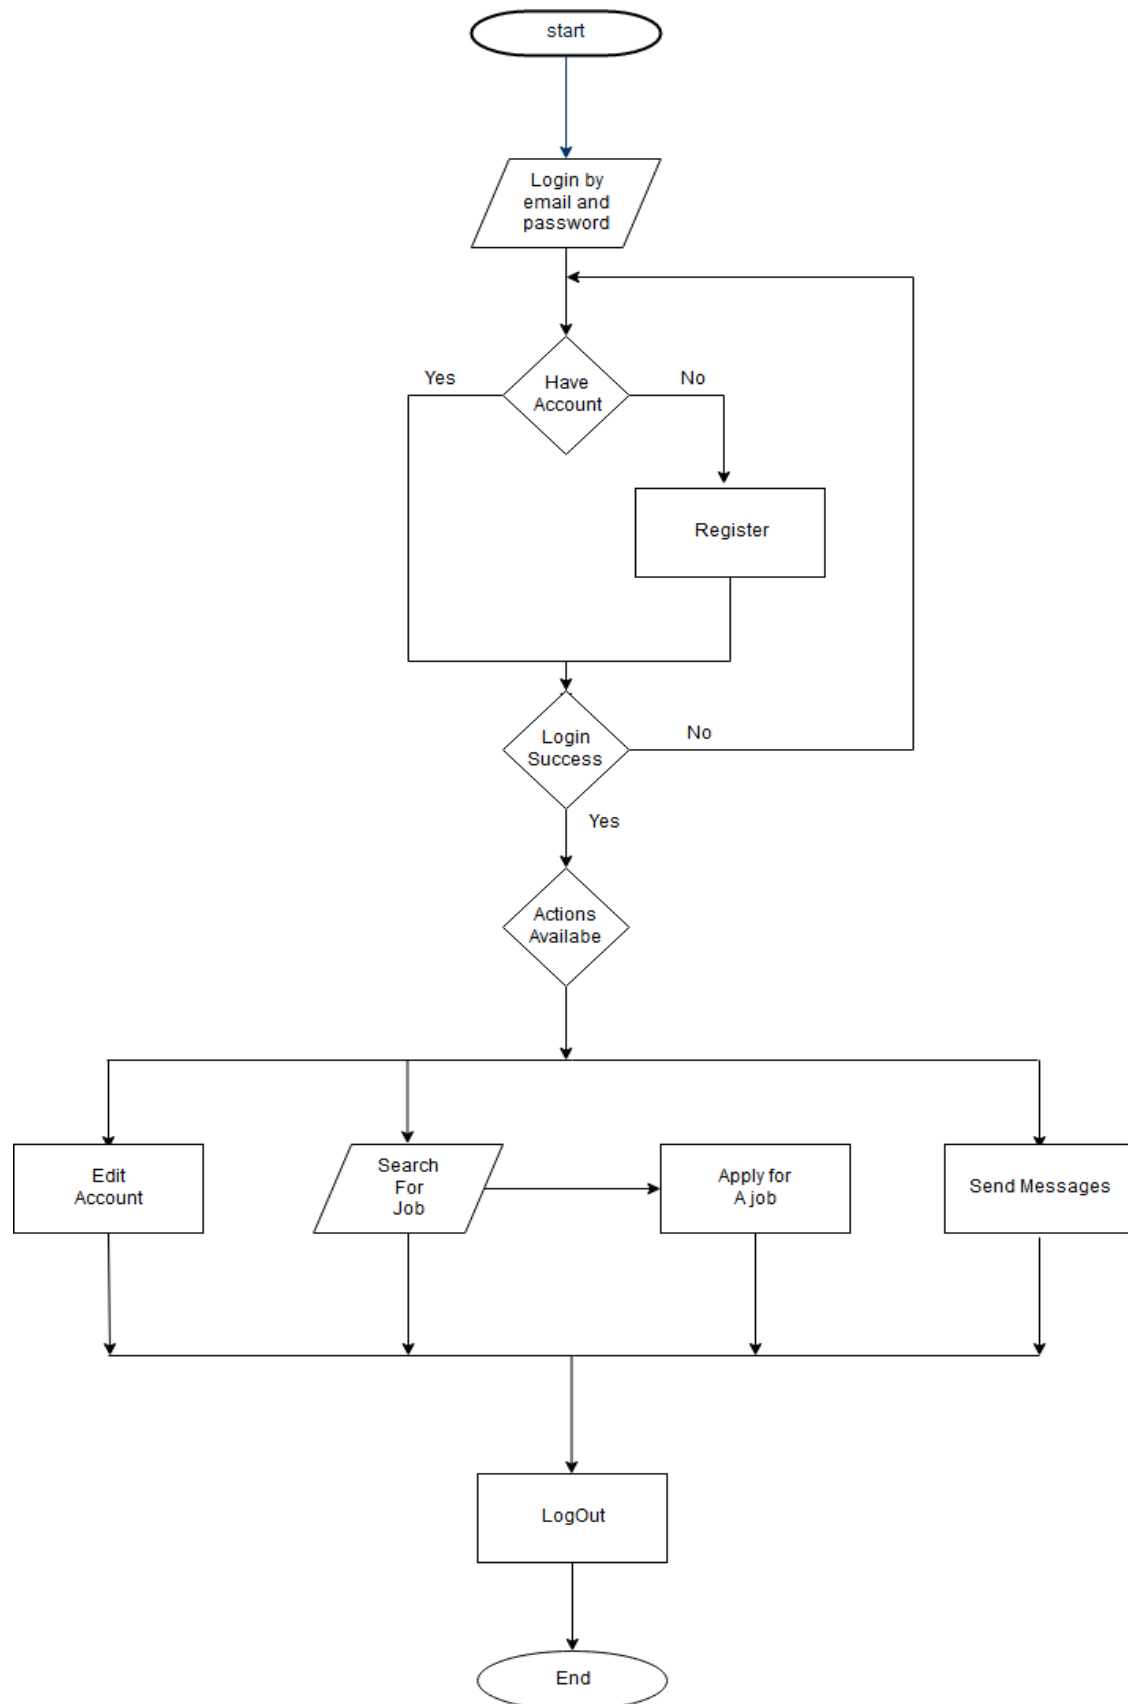 start
Login by
email and
password
Yes
Have
Account
No
Register
Login
Success
No
Yes
Actions
Availabe
Edit
Account
Search
For
Job
Apply for
A job
Send Messages
LogOut
End